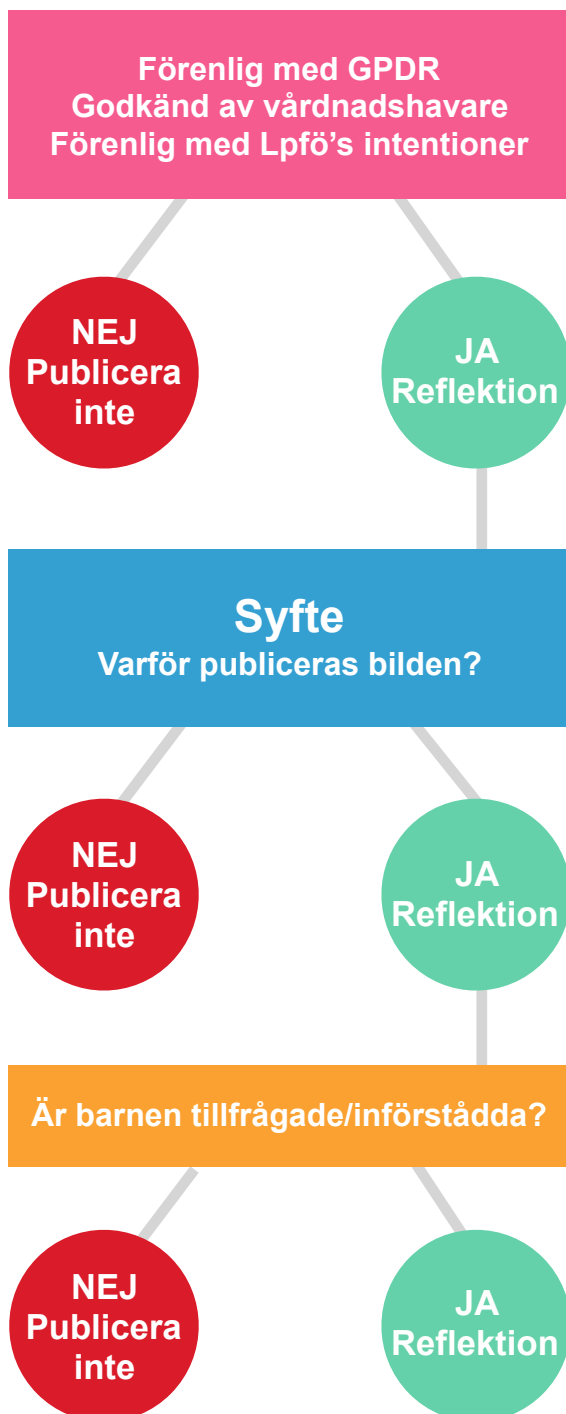 Förenlig med GPDR
Godkänd av vårdnadshavare
Förenlig med Lpfö's intentioner
NEJ
Publicera
inte
JA
Reflektion
Syfte
Varför publiceras bilden?
NEJ
Publicera
inte
JA
Reflektion
Är barnen tillfrågade/införstådda?
NEJ
Publicera
inte
JA
Reflektion